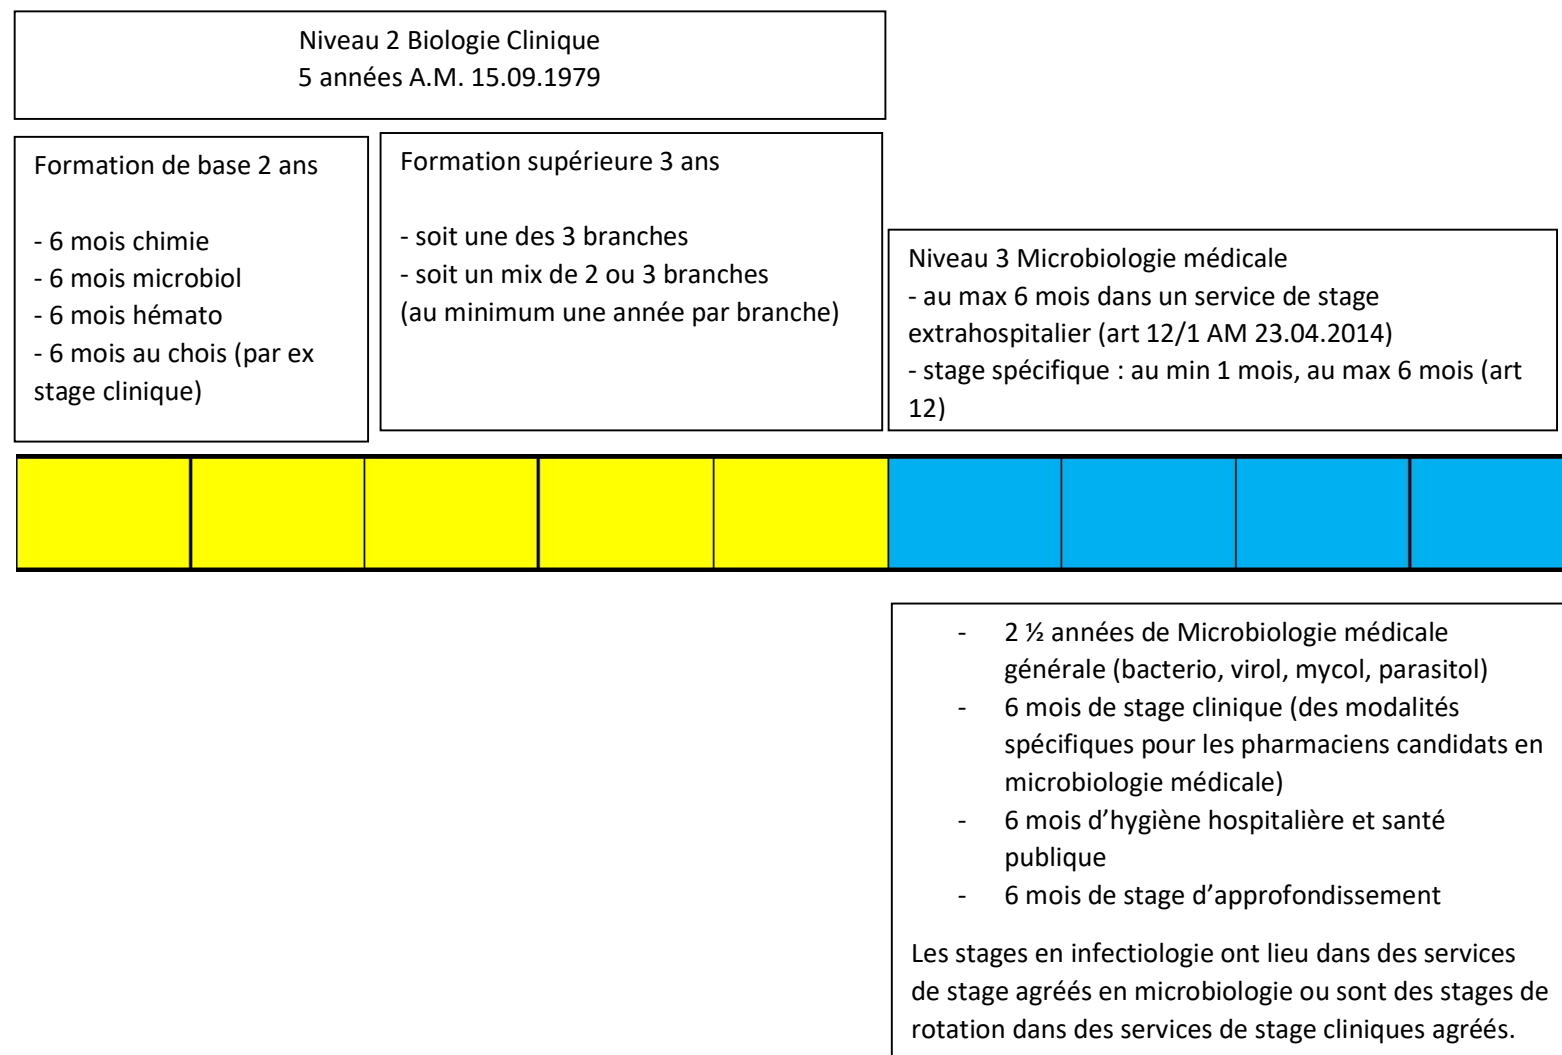 Niveau 2 Biologie Clinique
5 années A.M. 15.09.1979
Formation de base 2 ans
- 6 mois chimie
- 6 mois microbiol
- 6 mois hémato
- 6 mois au chois (par ex
stage clinique)
Formation supérieure 3 ans
- soit une des 3 branches
- soit un mix de 2 ou 3 branches
(au minimum une année par branche)
Niveau 3 Microbiologie médicale
- au max 6 mois dans un service de stage
extrahospitalier (art 12/1 AM 23.04.2014)
- stage spécifique : au min 1 mois, au max 6 mois (art
12)
- 2 ½ années de Microbiologie médicale
générale (bacterio, virol, mycol, parasitol)
- 6 mois de stage clinique (des modalités
spécifiques pour les pharmaciens candidats en
microbiologie médicale)
- 6 mois d’hygiène hospitalière et santé
publique
- 6 mois de stage d’approfondissement
Les stages en infectiologie ont lieu dans des services
de stage agréés en microbiologie ou sont des stages de
rotation dans des services de stage cliniques agréés.